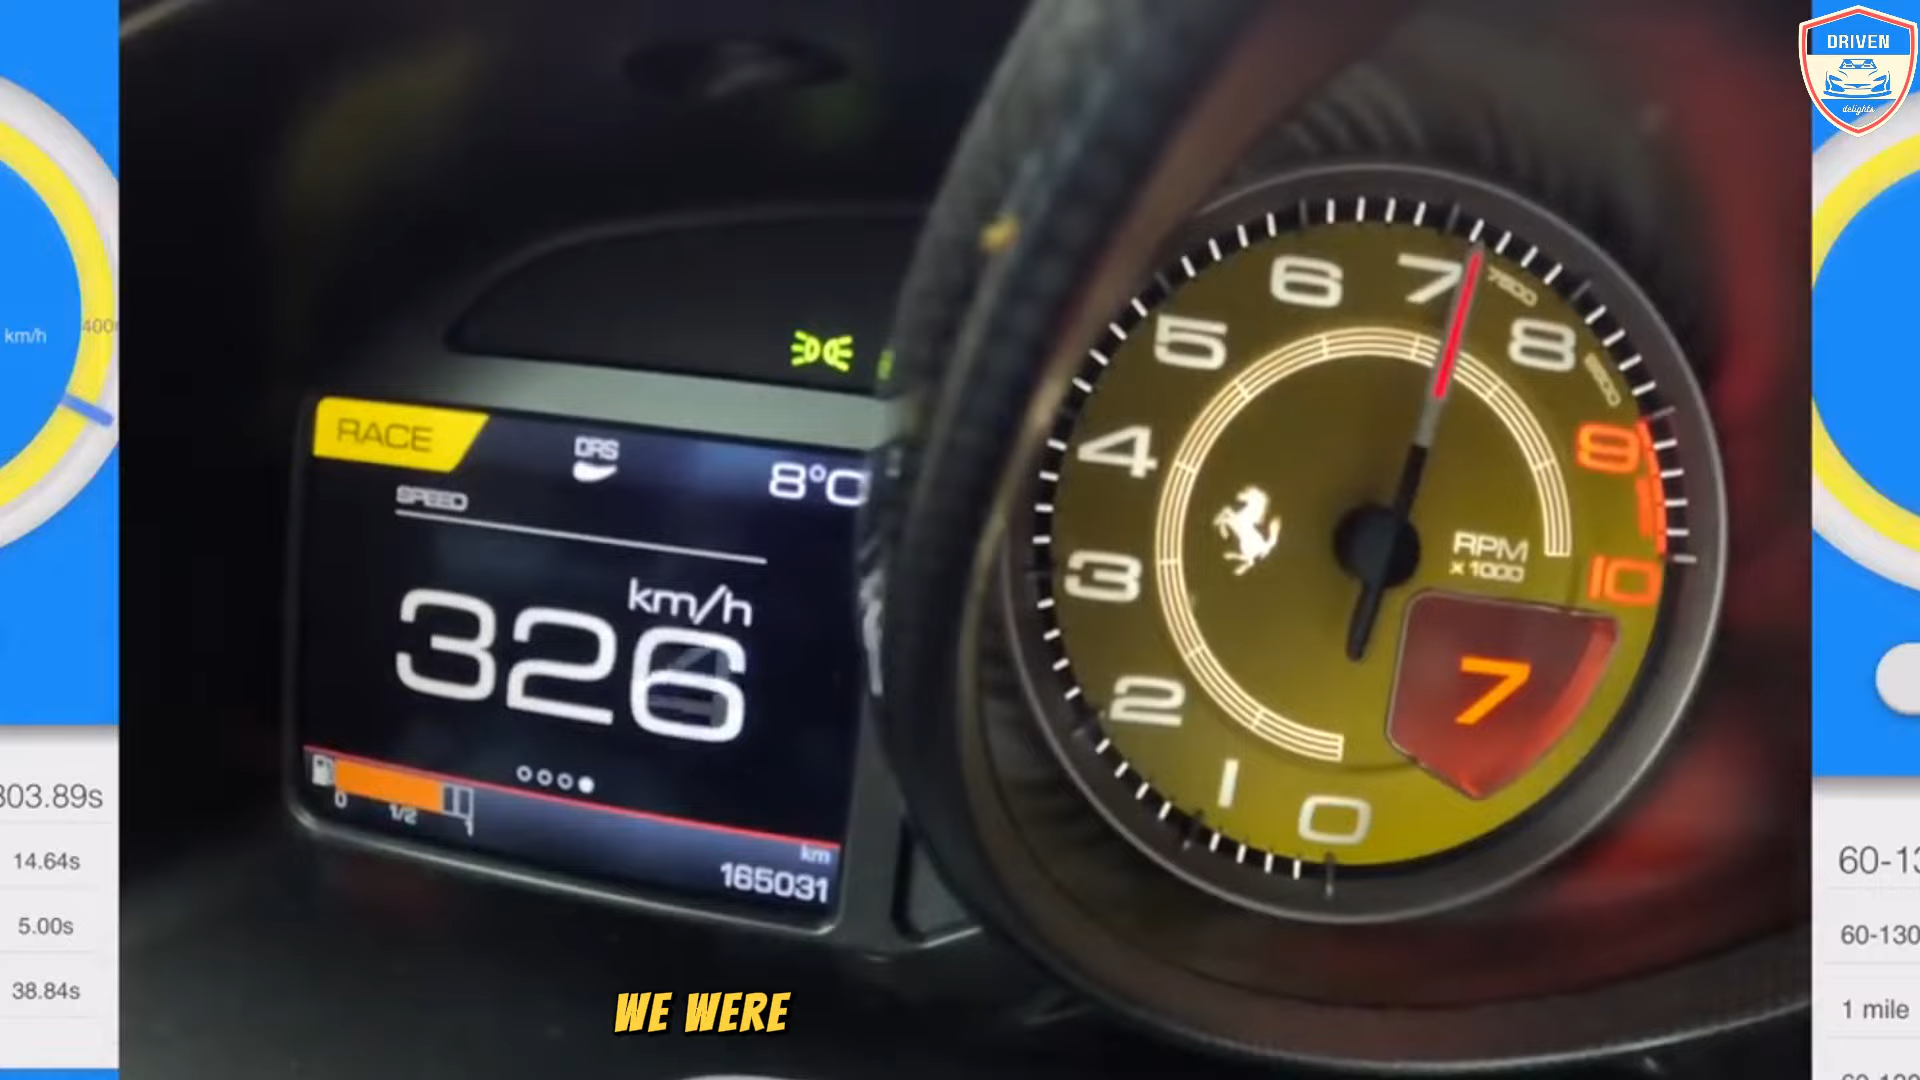 DRIVEN
delights
km/h
400
RACE
DRS
8°C
SPEED
km/h
326
0
1/2
1
km
165031
0
1
2
3
4
5
6
7
7500
8
8500
9
10
RPM
x 1000
7
303.89s
14.64s
5.00s
38.84s
60-13
60-130
1 mile
WE WERE